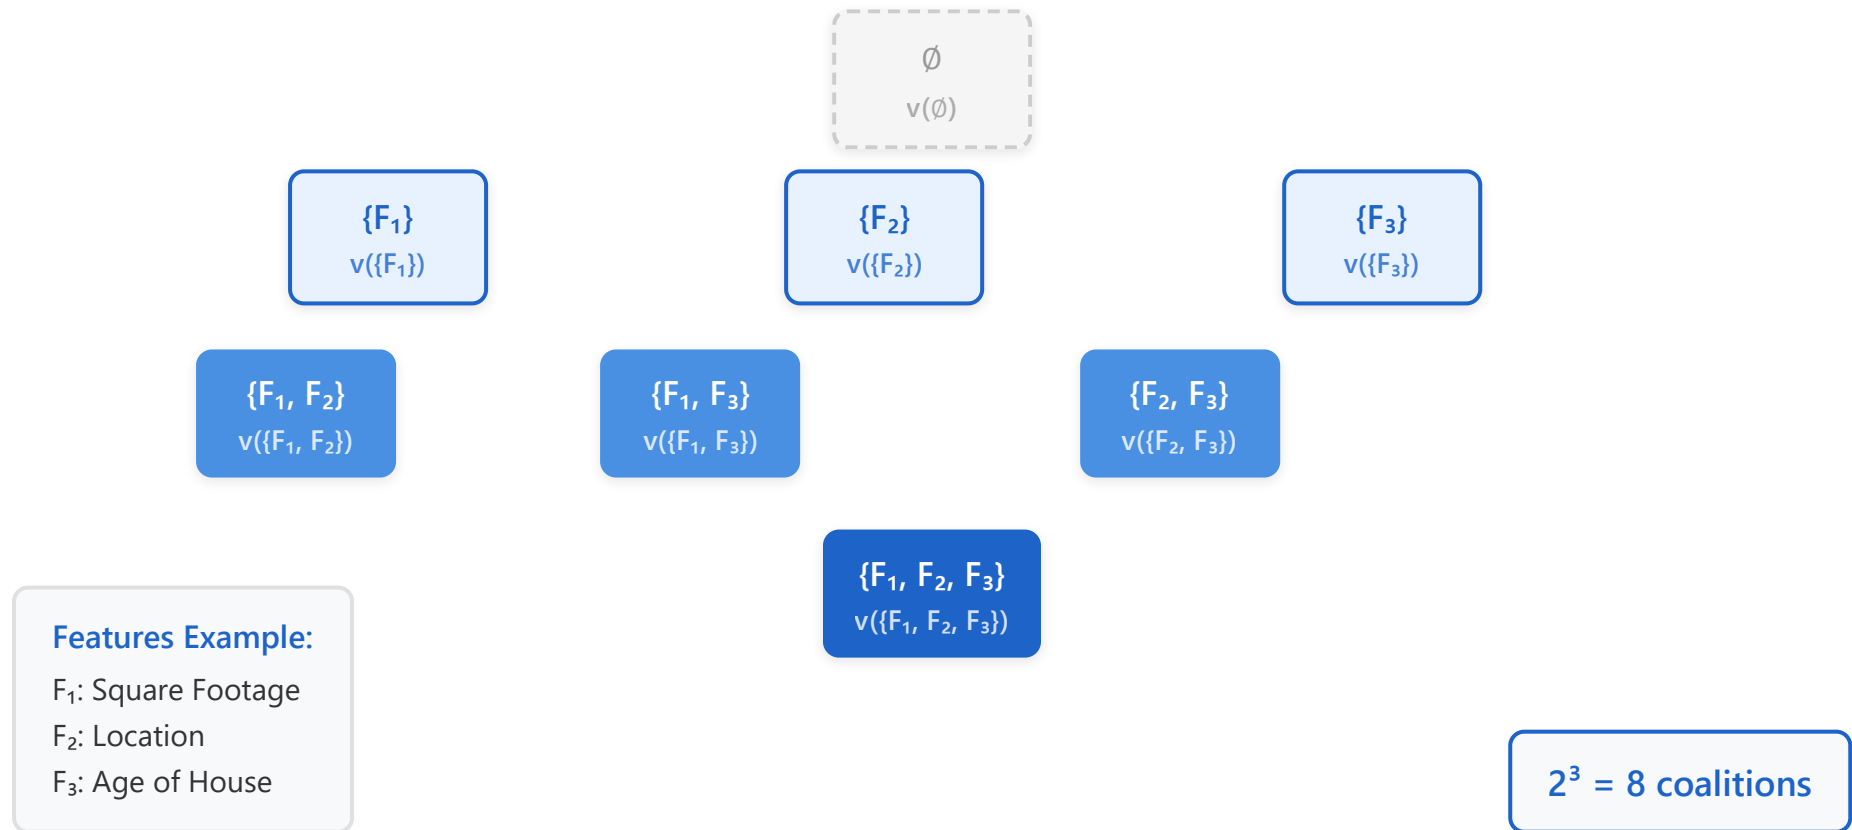 ∅
v(∅)
{F₁}
v({F₁})
{F₂}
v({F₂})
{F₃}
v({F₃})
{F₁, F₂}
v({F₁, F₂})
{F₁, F₃}
v({F₁, F₃})
{F₂, F₃}
v({F₂, F₃})
{F₁, F₂, F₃}
v({F₁, F₂, F₃})
Features Example:
F₁: Square Footage
F₂: Location
F₃: Age of House
2³ = 8 coalitions